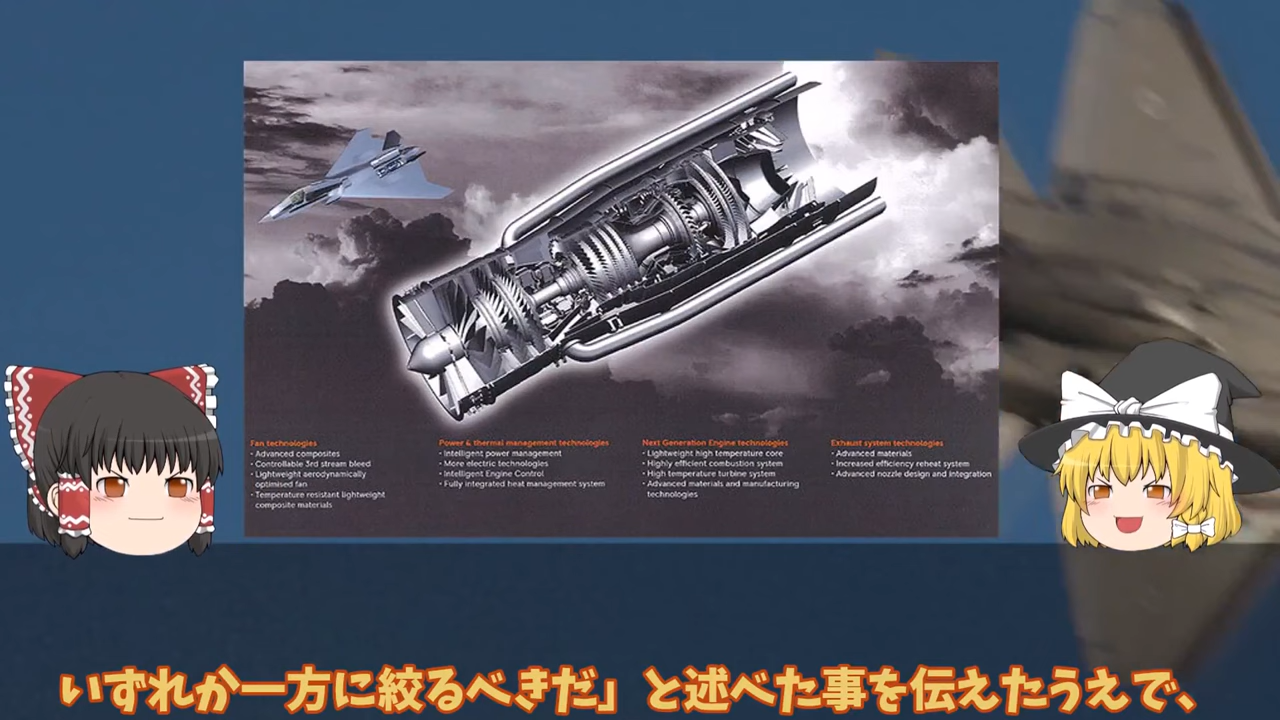 Fan technologies
- Advanced composites
- Controllable 3rd stream bleed
- Lightweight aerodynamically
optimised fan
- Temperature resistant lightweight
composite materials
Power & thermal management technologies
- Intelligent power management
- More electric technologies
- Intelligent Engine Control
- Fully integrated heat management system
Next Generation Engine technologies
- Lightweight high temperature core
- Highly efficient combustion system
- High temperature turbine system
- Advanced materials and manufacturing
technologies
Exhaust system technologies
- Advanced materials
- Increased efficiency reheat system
- Advanced nozzle design and integration
いずれか一方に絞るべきだ」と述べた事を伝えたうえで、